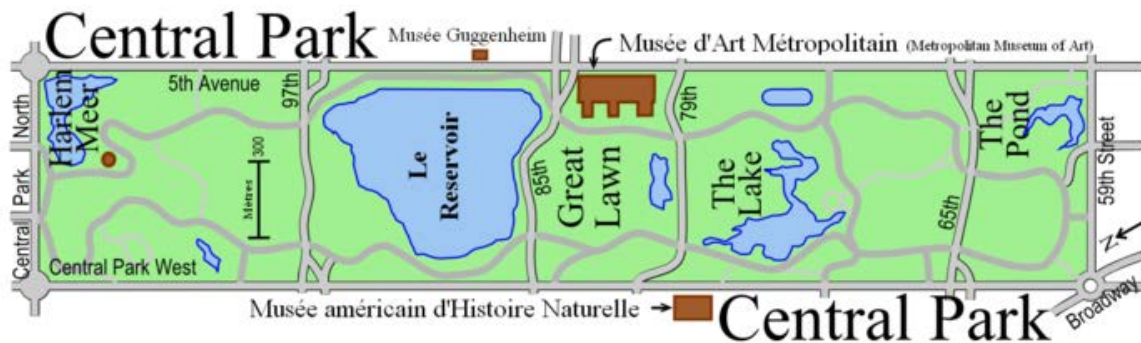 Central Park
Musée Guggenheim
Musée d'Art Métropolitain (Metropolitan Museum of Art)
5th Avenue
97th
79th
Harlem
Meer
Central Park North
300
Mètres
Le
Reservoir
85th
Great
Lawn
The
Lake
65th
The
Pond
59th Street
N
Central Park West
Broadway
Musée américain d'Histoire Naturelle
Central Park